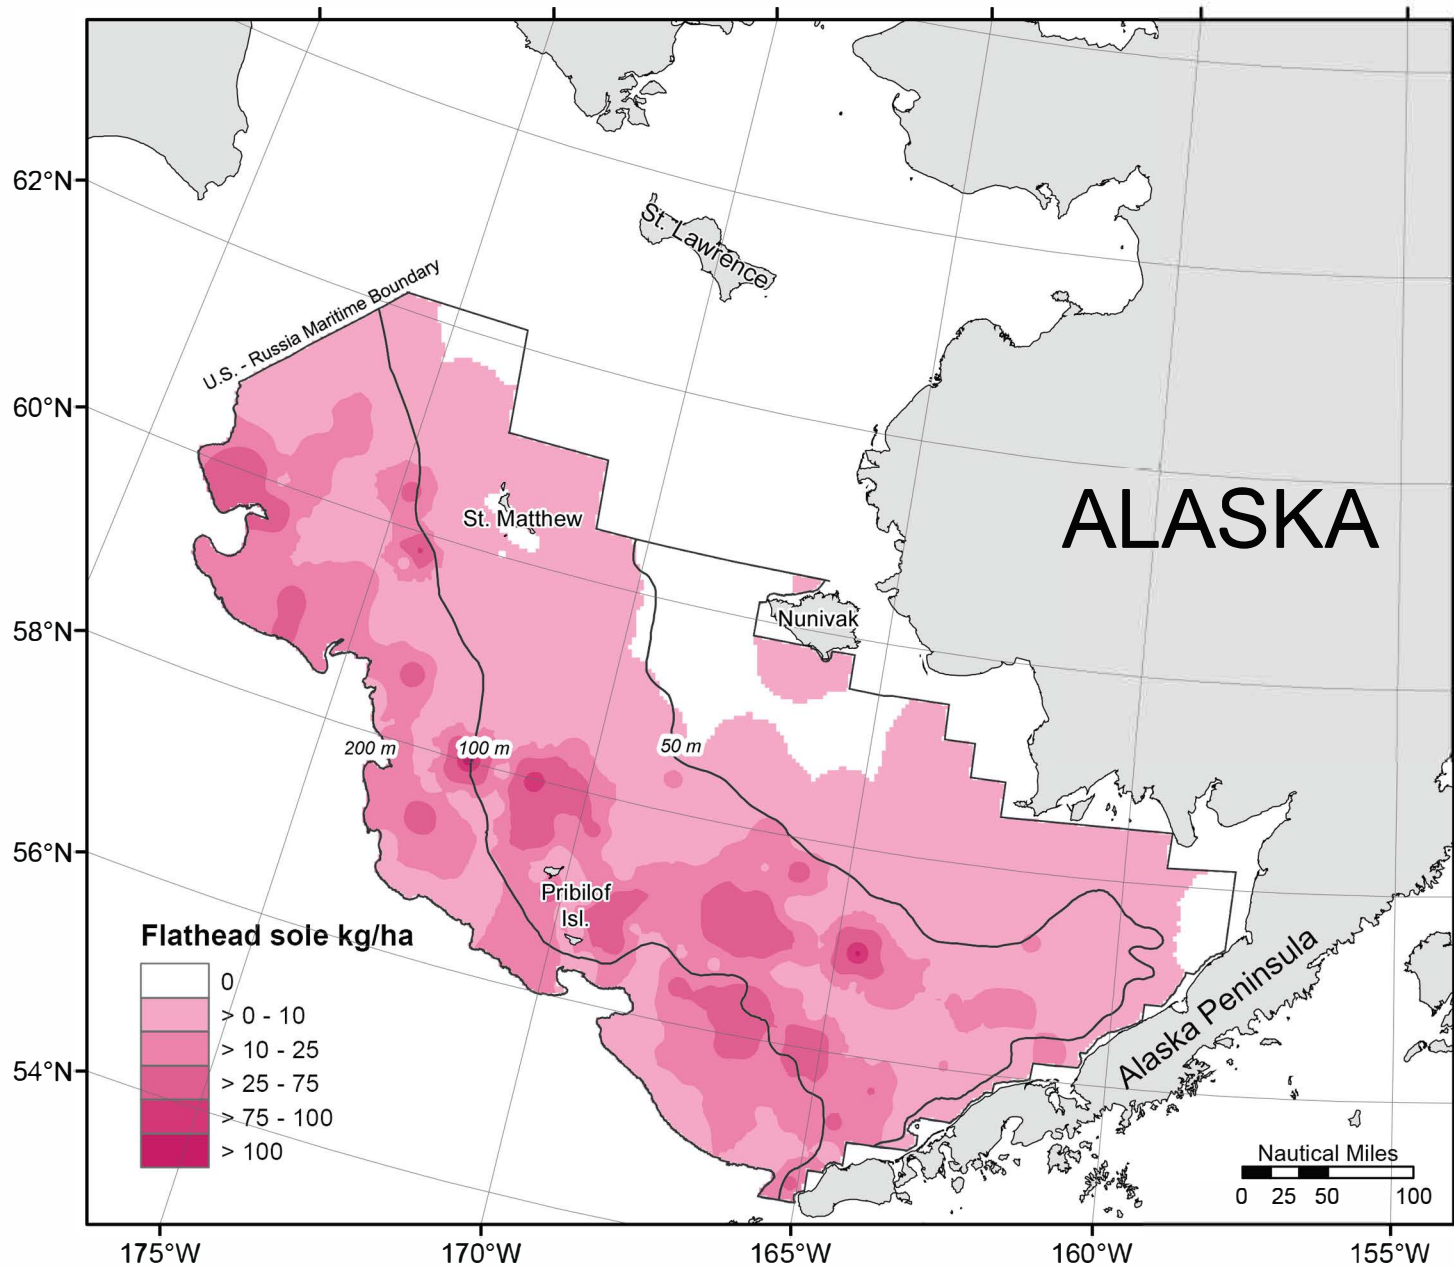 ALASKA
St. Lawrence
U.S. - Russia Maritime Boundary
St. Matthew
Nunivak
200 m
100 m
50 m
Pribilof
Isl.
Alaska Peninsula
62°N
60°N
58°N
56°N
54°N
Flathead sole kg/ha
0
> 0 - 10
> 10 - 25
> 25 - 75
> 75 - 100
> 100
Nautical Miles
0 25 50 100
175°W 170°W 165°W 160°W 155°W